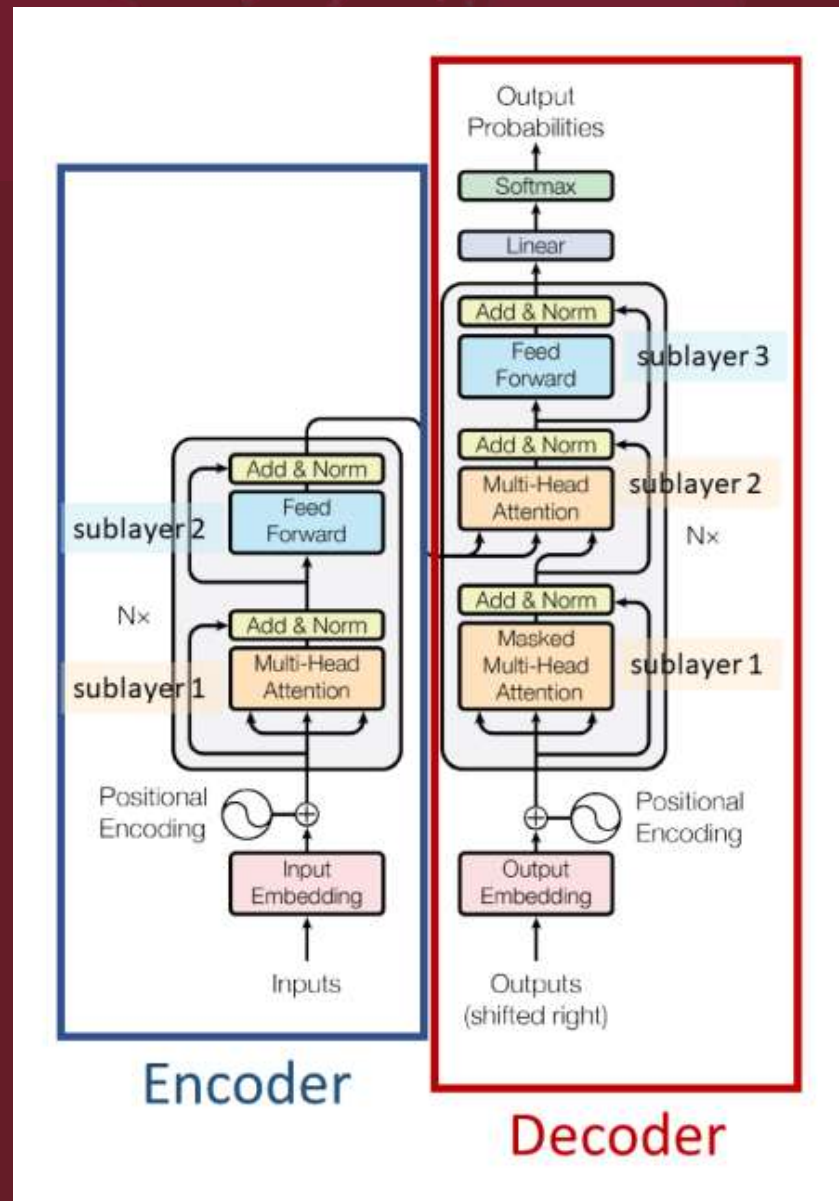 Output
Probabilities
Softmax
Linear
Add & Norm
Feed
Forward
sublayer 3
Add & Norm
Multi-Head
Attention
sublayer 2
Nx
Add & Norm
Masked
Multi-Head
Attention
sublayer 1
Positional
Encoding
Output
Embedding
Outputs
(shifted right)
Add & Norm
Feed
Forward
sublayer 2
Nx
Add & Norm
Multi-Head
Attention
sublayer 1
Positional
Encoding
Input
Embedding
Inputs
Encoder
Decoder